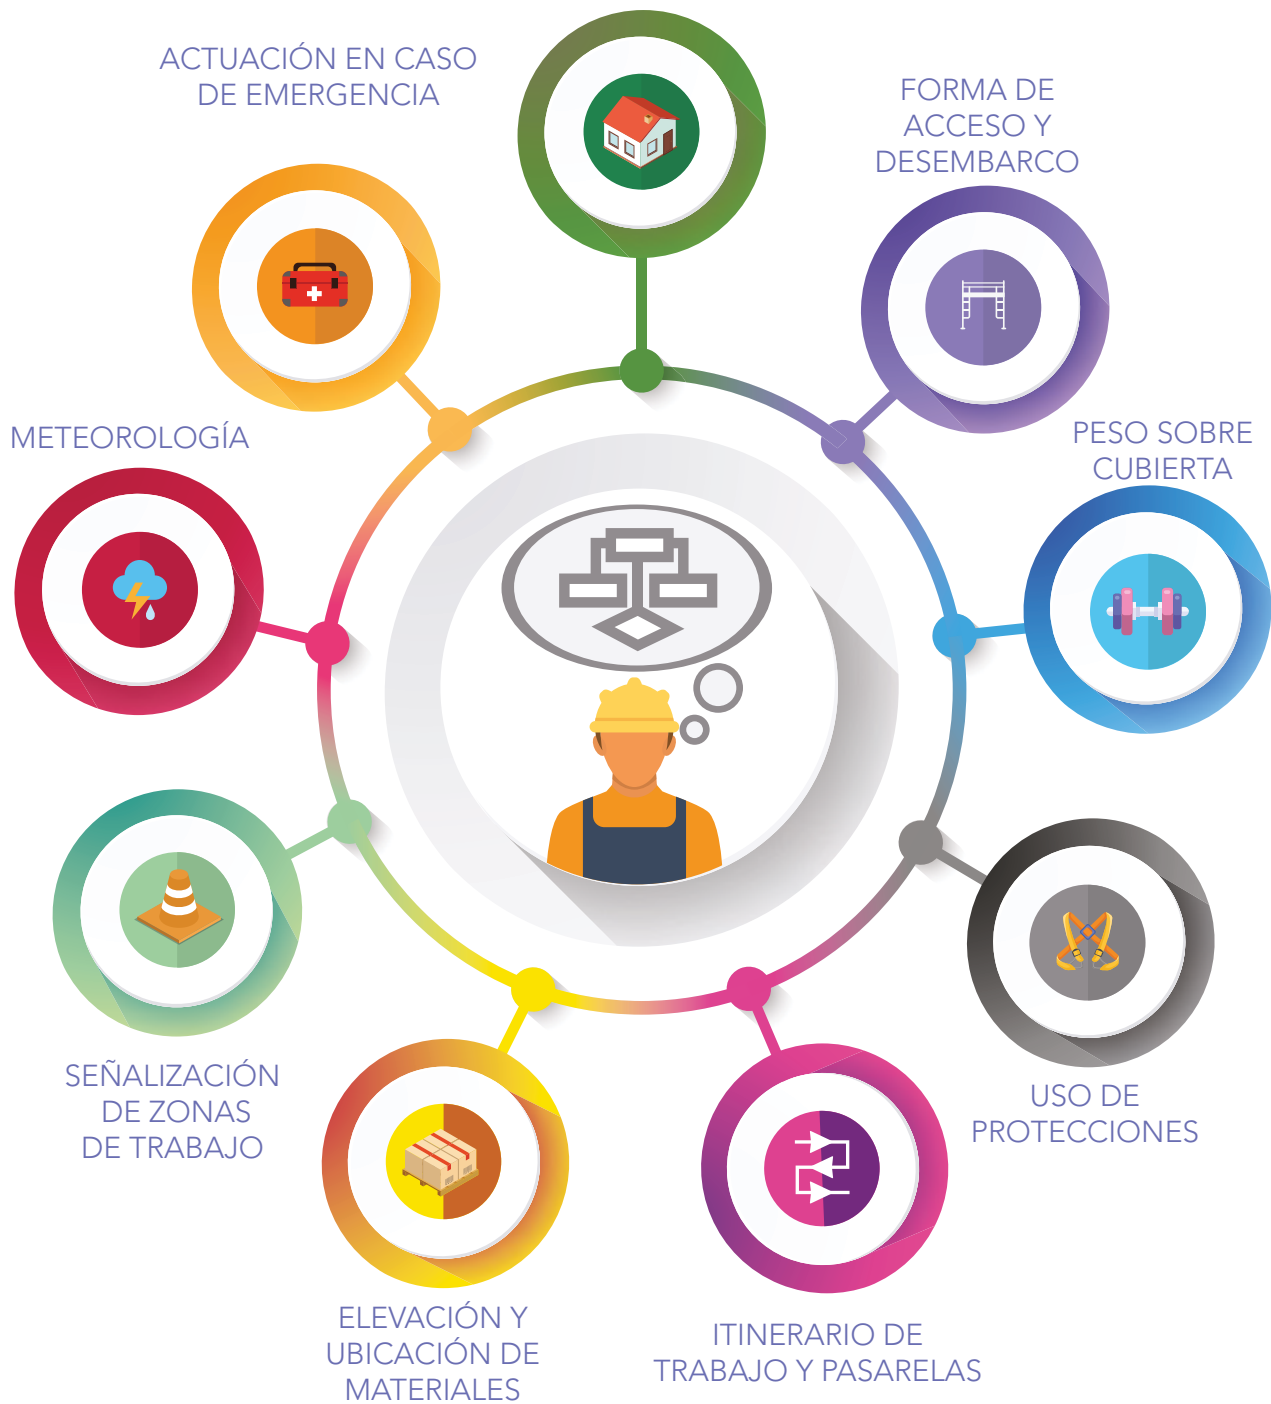 ACTUACIÓN EN CASO
DE EMERGENCIA
FORMA DE
ACCESO Y
DESEMBARCO
METEOROLOGÍA
PESO SOBRE
CUBIERTA
SEÑALIZACIÓN
DE ZONAS
DE TRABAJO
USO DE
PROTECCIONES
ELEVACIÓN Y
UBICACIÓN DE
MATERIALES
ITINERARIO DE
TRABAJO Y PASARELAS